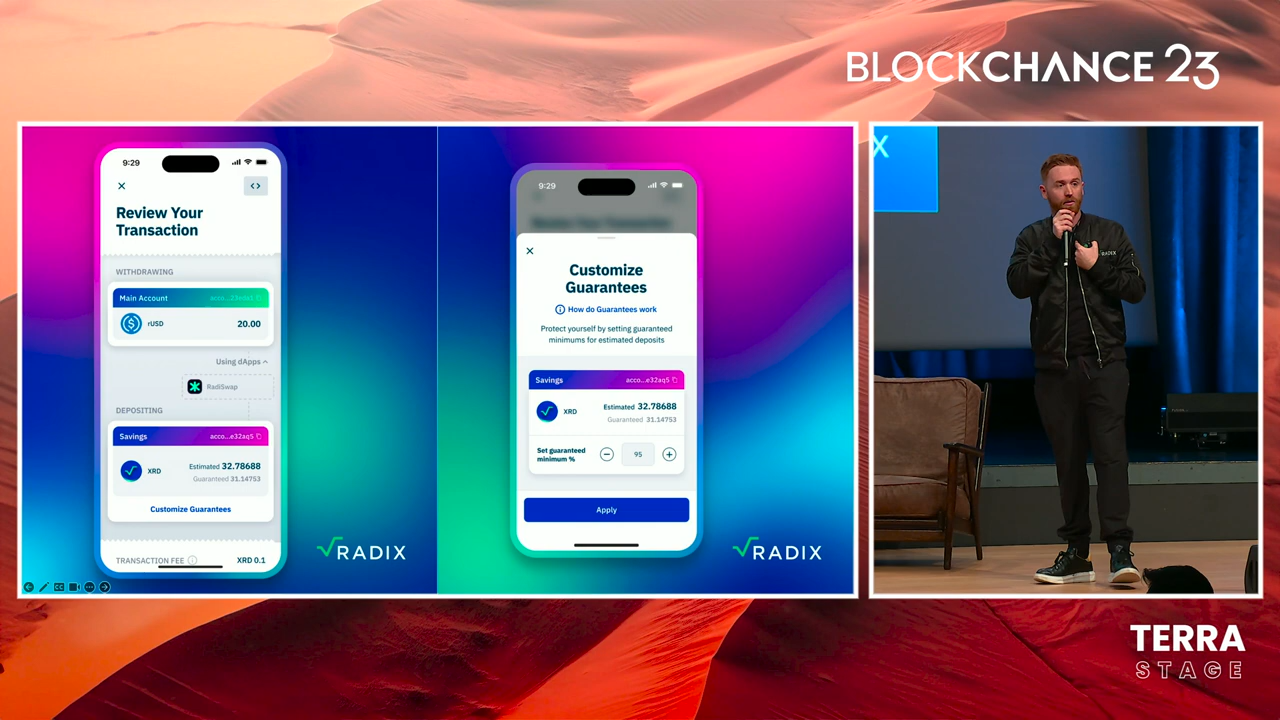 BLOCKCHANCE 23
9:29
Review Your
Transaction
WITHDRAWING
Main Account
rUSD
20.00
Using dApps
RadiSwap
DEPOSITING
Savings
acco...e32aq5
XRD
Estimated 32.78688
Guaranteed 31.14753
Customize Guarantees
TRANSACTION FEE
XRD 0.1
RADIX
9:29
Customize
Guarantees
How do Guarantees work
Protect yourself by setting guaranteed
minimums for estimated deposits
Savings
acco...e32aq5
XRD
Estimated 32.78688
Guaranteed 31.14753
Set guaranteed
minimum %
95
Apply
RADIX
X
RADIX
TERRA
STAGE